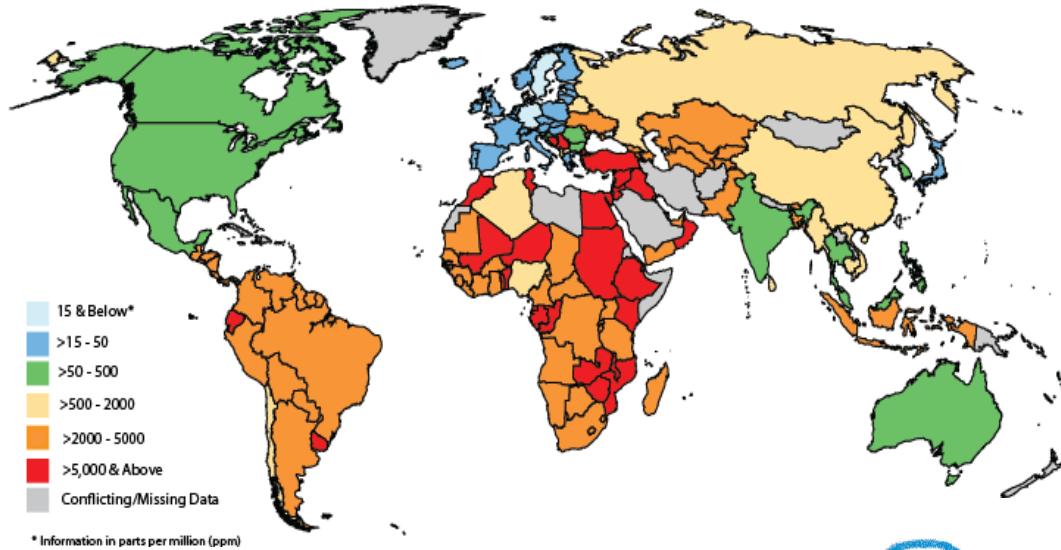 15 & Below*
>15 - 50
>50 - 500
>500 - 2000
>2000 - 5000
>5,000 & Above
Conflicting/Missing Data
* Information in parts per million (ppm)